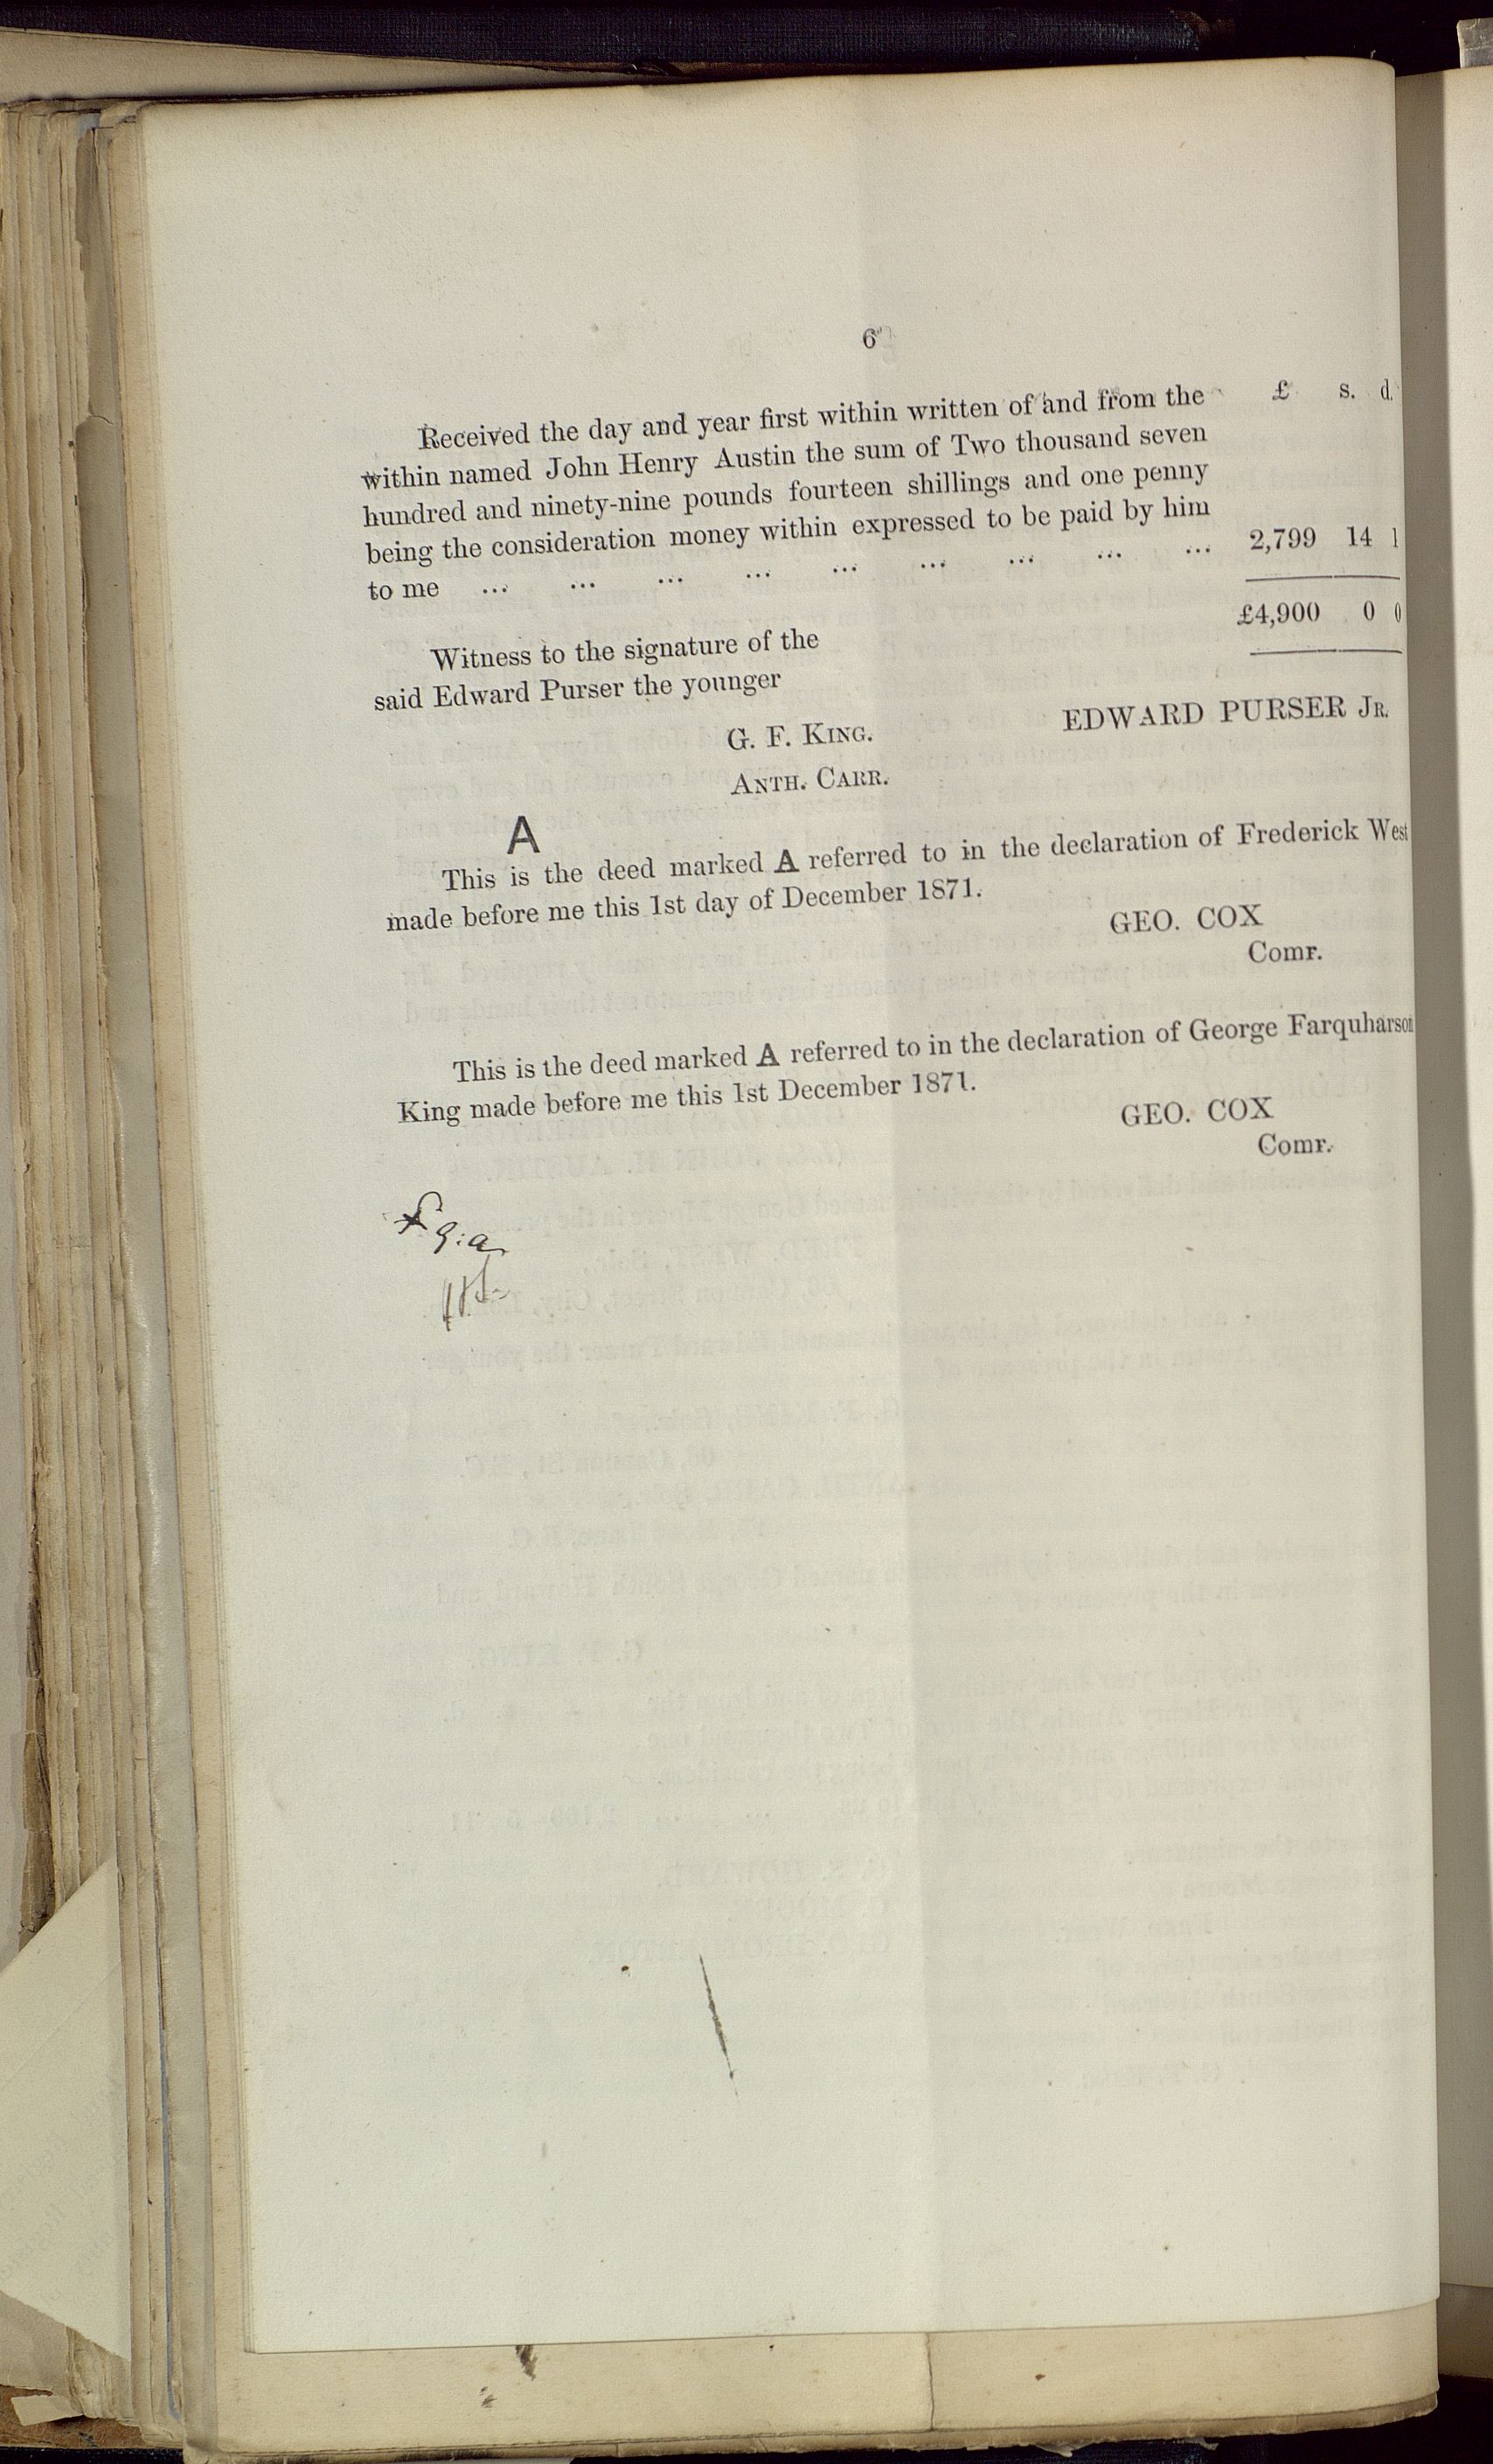 6
£ s. d.
Received the day and year first within written of and from the
within named John Henry Austin the sum of Two thousand seven
hundred and ninety-nine pounds fourteen shillings and one penny
being the consideration money within expressed to be paid by him
to me ... ... ... ... ... ... ... ... ... 2,799 14 1
£4,900 0 0
Witness to the signature of the
said Edward Purser the younger
EDWARD PURSER JR.
G. F. KING.
ANTH. CARR.
A
This is the deed marked A referred to in the declaration of Frederick West
made before me this 1st day of December 1871.
GEO. COX
Comr.
This is the deed marked A referred to in the declaration of George Farquharson
King made before me this 1st December 1871.
GEO. COX
Comr.